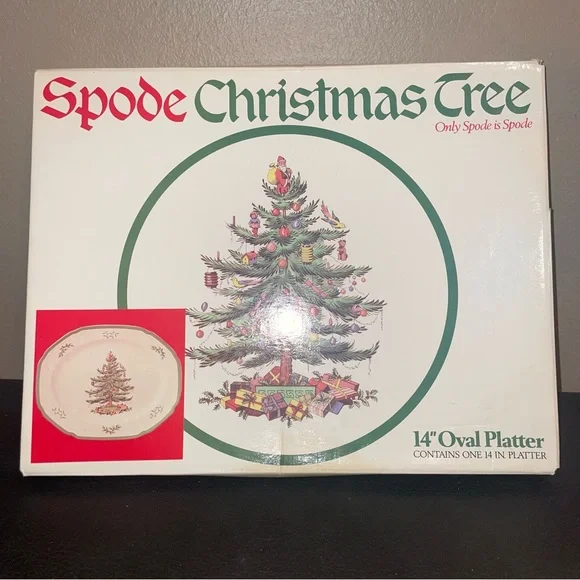 Spode Christmas Tree
Only Spode is Spode
14" Oval Platter
CONTAINS ONE 14 IN. PLATTER